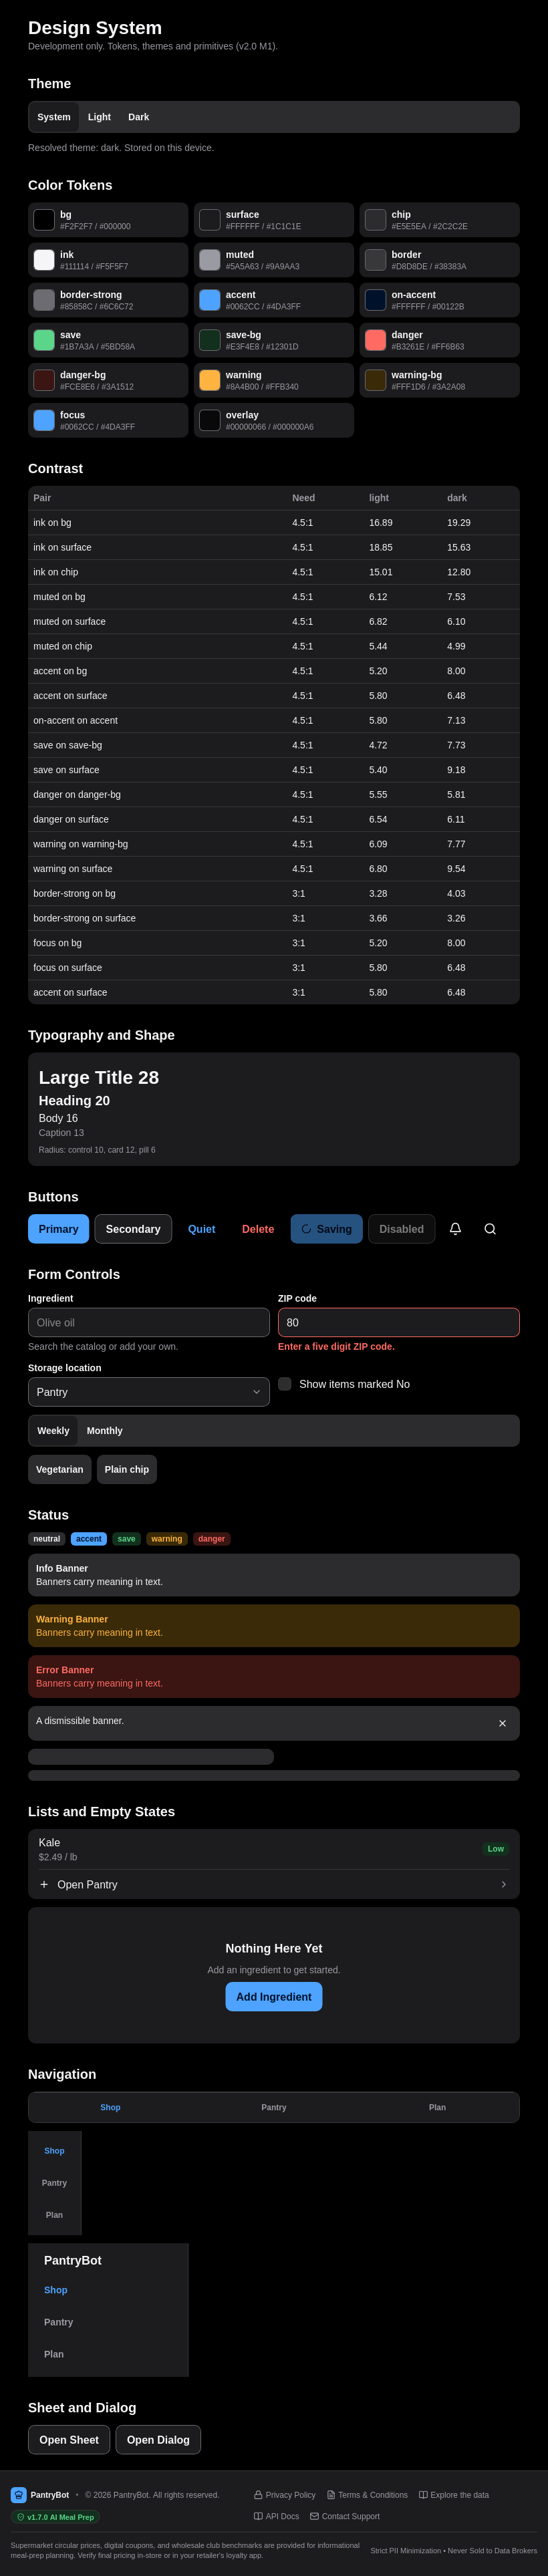 Design System
Development only. Tokens, themes and primitives (v2.0 M1).
Theme
System Light Dark
Resolved theme: dark. Stored on this device.
Color Tokens
bg
#F2F2F7 / #000000
surface
#FFFFFF / #1C1C1E
chip
#E5E5EA / #2C2C2E
ink
#111114 / #F5F5F7
muted
#5A5A63 / #9A9AA3
border
#D8D8DE / #38383A
border-strong
#85858C / #6C6C72
accent
#0062CC / #4DA3FF
on-accent
#FFFFFF / #00122B
save
#1B7A3A / #5BD58A
save-bg
#E3F4E8 / #12301D
danger
#B3261E / #FF6B63
danger-bg
#FCE8E6 / #3A1512
warning
#8A4B00 / #FFB340
warning-bg
#FFF1D6 / #3A2A08
focus
#0062CC / #4DA3FF
overlay
#00000066 / #000000A6
Contrast
Pair Need light dark
ink on bg 4.5:1 16.89 19.29
ink on surface 4.5:1 18.85 15.63
ink on chip 4.5:1 15.01 12.80
muted on bg 4.5:1 6.12 7.53
muted on surface 4.5:1 6.82 6.10
muted on chip 4.5:1 5.44 4.99
accent on bg 4.5:1 5.20 8.00
accent on surface 4.5:1 5.80 6.48
on-accent on accent 4.5:1 5.80 7.13
save on save-bg 4.5:1 4.72 7.73
save on surface 4.5:1 5.40 9.18
danger on danger-bg 4.5:1 5.55 5.81
danger on surface 4.5:1 6.54 6.11
warning on warning-bg 4.5:1 6.09 7.77
warning on surface 4.5:1 6.80 9.54
border-strong on bg 3:1 3.28 4.03
border-strong on surface 3:1 3.66 3.26
focus on bg 3:1 5.20 8.00
focus on surface 3:1 5.80 6.48
accent on surface 3:1 5.80 6.48
Typography and Shape
Large Title 28
Heading 20
Body 16
Caption 13
Radius: control 10, card 12, pill 6
Buttons
Primary Secondary Quiet Delete Saving Disabled
Form Controls
Ingredient
Olive oil
Search the catalog or add your own.
ZIP code
80
Enter a five digit ZIP code.
Storage location
Pantry
Show items marked No
Weekly Monthly
Vegetarian Plain chip
Status
neutral accent save warning danger
Info Banner
Banners carry meaning in text.
Warning Banner
Banners carry meaning in text.
Error Banner
Banners carry meaning in text.
A dismissible banner.
Lists and Empty States
Kale
$2.49 / lb
Low
Open Pantry
Nothing Here Yet
Add an ingredient to get started.
Add Ingredient
Navigation
Shop Pantry Plan
Shop
Pantry
Plan
PantryBot
Shop
Pantry
Plan
Sheet and Dialog
Open Sheet Open Dialog
PantryBot • © 2026 PantryBot. All rights reserved.
v1.7.0 AI Meal Prep
Privacy Policy Terms & Conditions Explore the data
API Docs Contact Support
Supermarket circular prices, digital coupons, and wholesale club benchmarks are provided for informational
meal-prep planning. Verify final pricing in-store or in your retailer's loyalty app.
Strict PII Minimization • Never Sold to Data Brokers